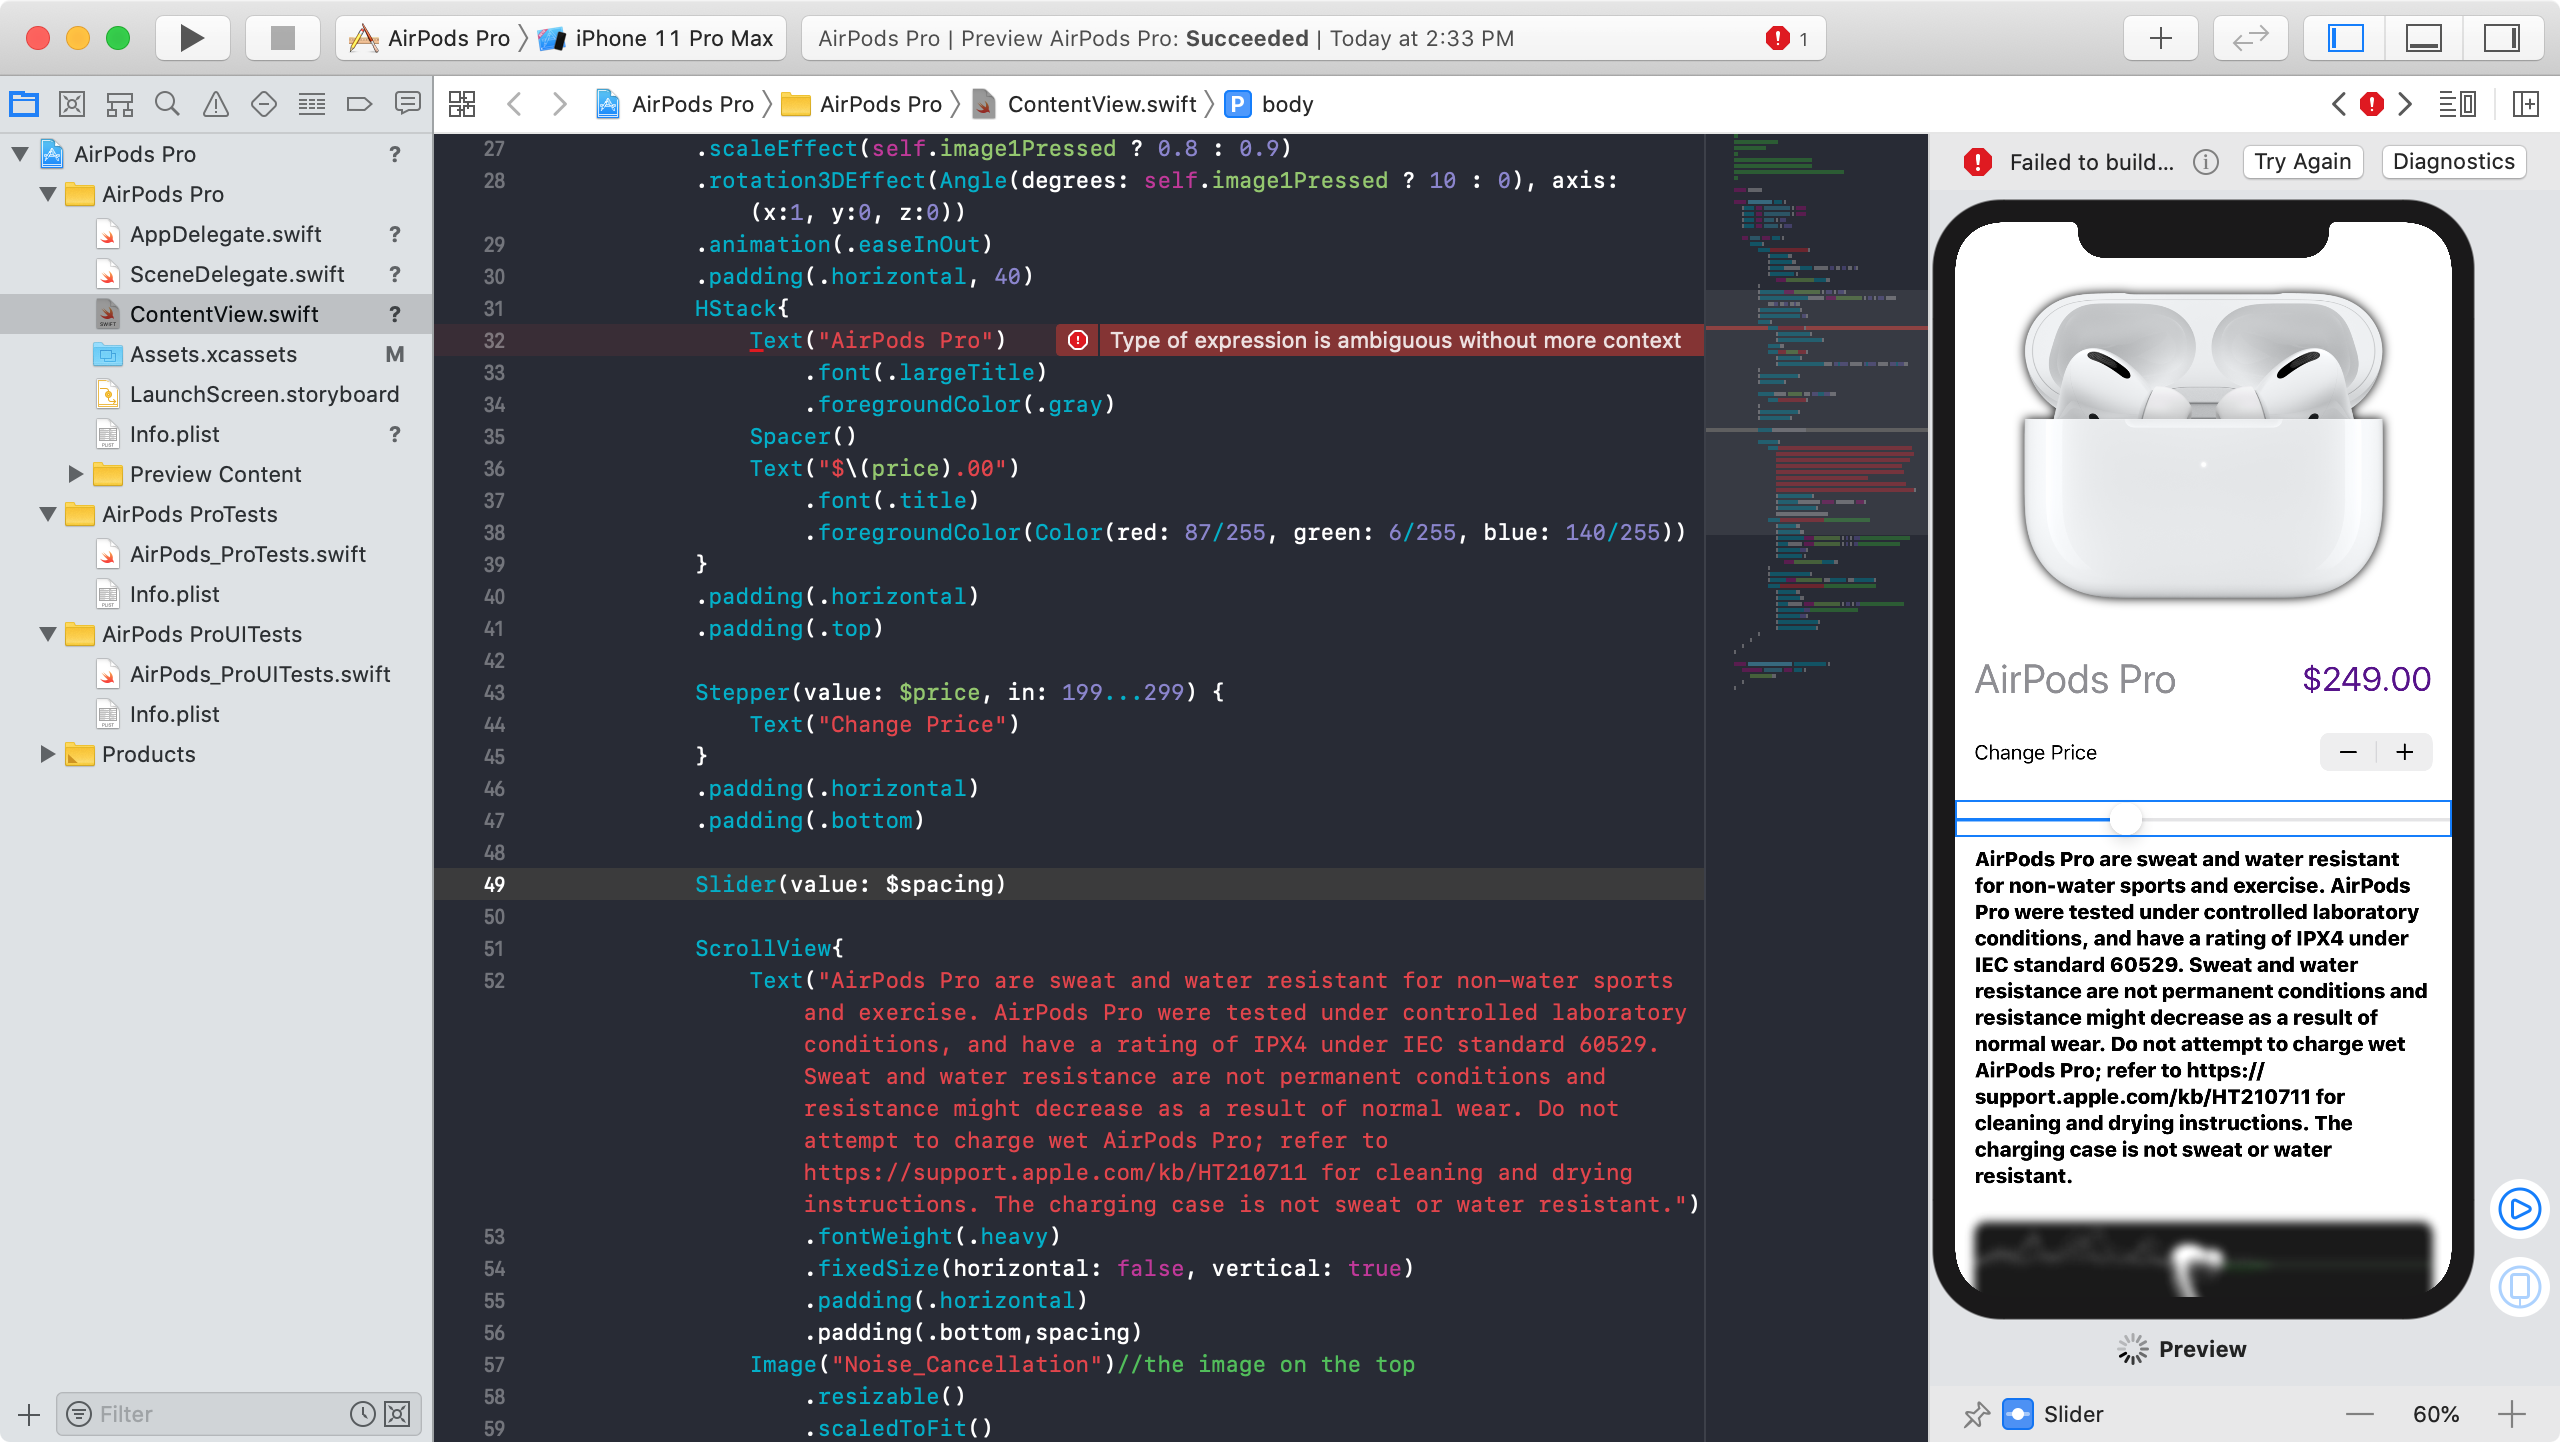 AirPods Pro 〉 iPhone 11 Pro Max
AirPods Pro | Preview AirPods Pro: Succeeded | Today at 2:33 PM
1
AirPods Pro 〉 AirPods Pro 〉 ContentView.swift 〉 P body
AirPods Pro ?
AirPods Pro
AppDelegate.swift ?
SceneDelegate.swift ?
ContentView.swift ?
Assets.xcassets M
LaunchScreen.storyboard
Info.plist ?
Preview Content
AirPods ProTests
AirPods_ProTests.swift
Info.plist
AirPods ProUITests
AirPods_ProUITests.swift
Info.plist
Products
Filter
27 .scaleEffect(self.image1Pressed ? 0.8 : 0.9)
28 .rotation3DEffect(Angle(degrees: self.image1Pressed ? 10 : 0), axis:
(x:1, y:0, z:0))
29 .animation(.easeInOut)
30 .padding(.horizontal, 40)
31 HStack{
32 Text("AirPods Pro") Type of expression is ambiguous without more context
33 .font(.largeTitle)
34 .foregroundColor(.gray)
35 Spacer()
36 Text("$\(price).00")
37 .font(.title)
38 .foregroundColor(Color(red: 87/255, green: 6/255, blue: 140/255))
39 }
40 .padding(.horizontal)
41 .padding(.top)
42
43 Stepper(value: $price, in: 199...299) {
44 Text("Change Price")
45 }
46 .padding(.horizontal)
47 .padding(.bottom)
48
49 Slider(value: $spacing)
50
51 ScrollView{
52 Text("AirPods Pro are sweat and water resistant for non-water sports
and exercise. AirPods Pro were tested under controlled laboratory
conditions, and have a rating of IPX4 under IEC standard 60529.
Sweat and water resistance are not permanent conditions and
resistance might decrease as a result of normal wear. Do not
attempt to charge wet AirPods Pro; refer to
https://support.apple.com/kb/HT210711 for cleaning and drying
instructions. The charging case is not sweat or water resistant.")
53 .fontWeight(.heavy)
54 .fixedSize(horizontal: false, vertical: true)
55 .padding(.horizontal)
56 .padding(.bottom,spacing)
57 Image("Noise_Cancellation")//the image on the top
58 .resizable()
59 .scaledToFit()
Failed to build... Try Again Diagnostics
AirPods Pro $249.00
Change Price − +
AirPods Pro are sweat and water resistant
for non-water sports and exercise. AirPods
Pro were tested under controlled laboratory
conditions, and have a rating of IPX4 under
IEC standard 60529. Sweat and water
resistance are not permanent conditions and
resistance might decrease as a result of
normal wear. Do not attempt to charge wet
AirPods Pro; refer to https://
support.apple.com/kb/HT210711 for
cleaning and drying instructions. The
charging case is not sweat or water
resistant.
Preview
Slider 60%